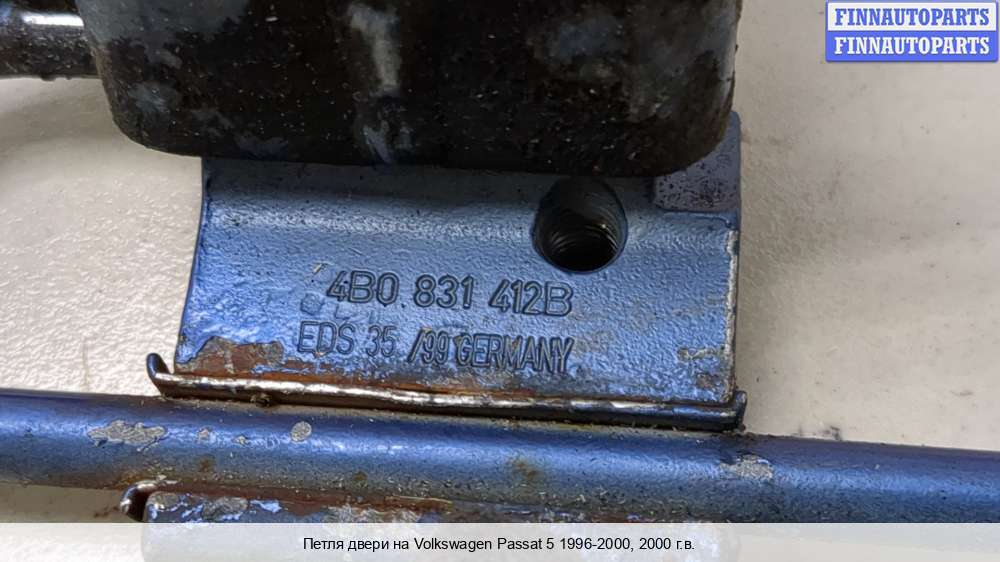 FINNAUTOPARTS
FINNAUTOPARTS
4B0 831 412B
EDS 35 /99 GERMANY
Петля двери на Volkswagen Passat 5 1996-2000, 2000 г.в.